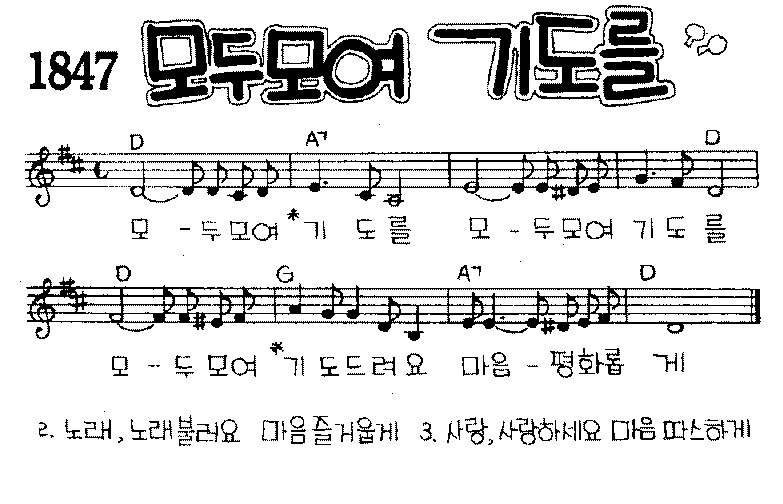 1847 모두모여 기도를
D A7 D
모 - 두 모여 * 기 도 를 모 - 두 모여 기 도 를
D G A7 D
모 - 두 모여 * 기 도 드 려 요 마음 - 평화롭 게
2. 노래, 노래불러요 마음즐거웁게 3. 사랑, 사랑하세요 마음 따스하게